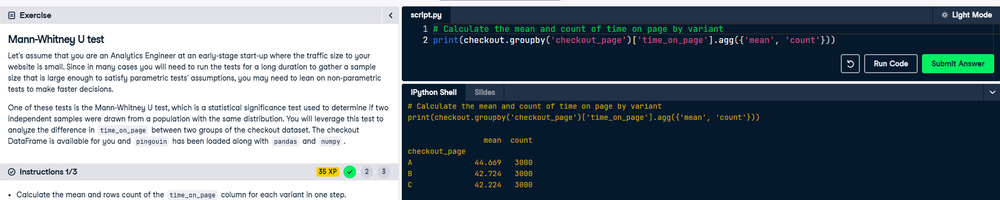 Exercise
Mann-Whitney U test
Let's assume that you are an Analytics Engineer at an early-stage start-up where the traffic size to your
website is small. Since in many cases you will need to run the tests for a long duration to gather a sample
size that is large enough to satisfy parametric tests' assumptions, you may need to lean on non-parametric
tests to make faster decisions.
One of these tests is the Mann-Whitney U test, which is a statistical significance test used to determine if two
independent samples were drawn from a population with the same distribution. You will leverage this test to
analyze the difference in time_on_page between two groups of the checkout dataset. The checkout
DataFrame is available for you and pingouin has been loaded along with pandas and numpy.
Instructions 1/3
35 XP
2
3
• Calculate the mean and rows count of the time_on_page column for each variant in one step.
script.py
Light Mode
1 # Calculate the mean and count of time on page by variant
2 print(checkout.groupby('checkout_page')['time_on_page'].agg({'mean', 'count'}))
Run Code
Submit Answer
IPython Shell
Slides
# Calculate the mean and count of time on page by variant
print(checkout.groupby('checkout_page')['time_on_page'].agg({'mean', 'count'}))
mean count
checkout_page
A 44.669 3000
B 42.724 3000
C 42.224 3000